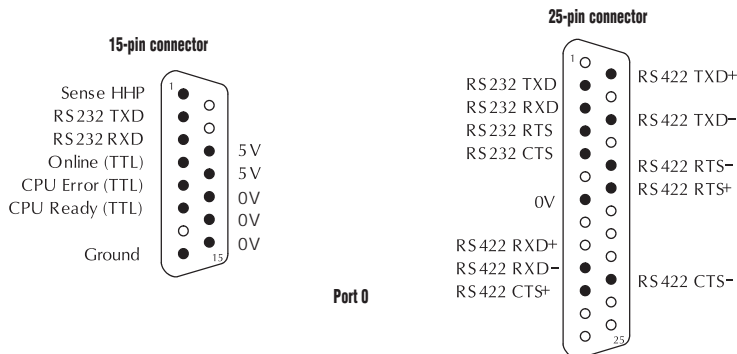 25-pin connector
15-pin connector
1
Sense HHP
RS232 TXD
RS232 RXD
Online (TTL)
CPU Error (TTL)
CPU Ready (TTL)
Ground
5V
5V
0V
0V
0V
15
Port 0
1
RS232 TXD
RS232 RXD
RS232 RTS
RS232 CTS
0V
RS422 RXD+
RS422 RXD−
RS422 CTS+
RS422 TXD+
RS422 TXD−
RS422 RTS−
RS422 RTS+
RS422 CTS−
25